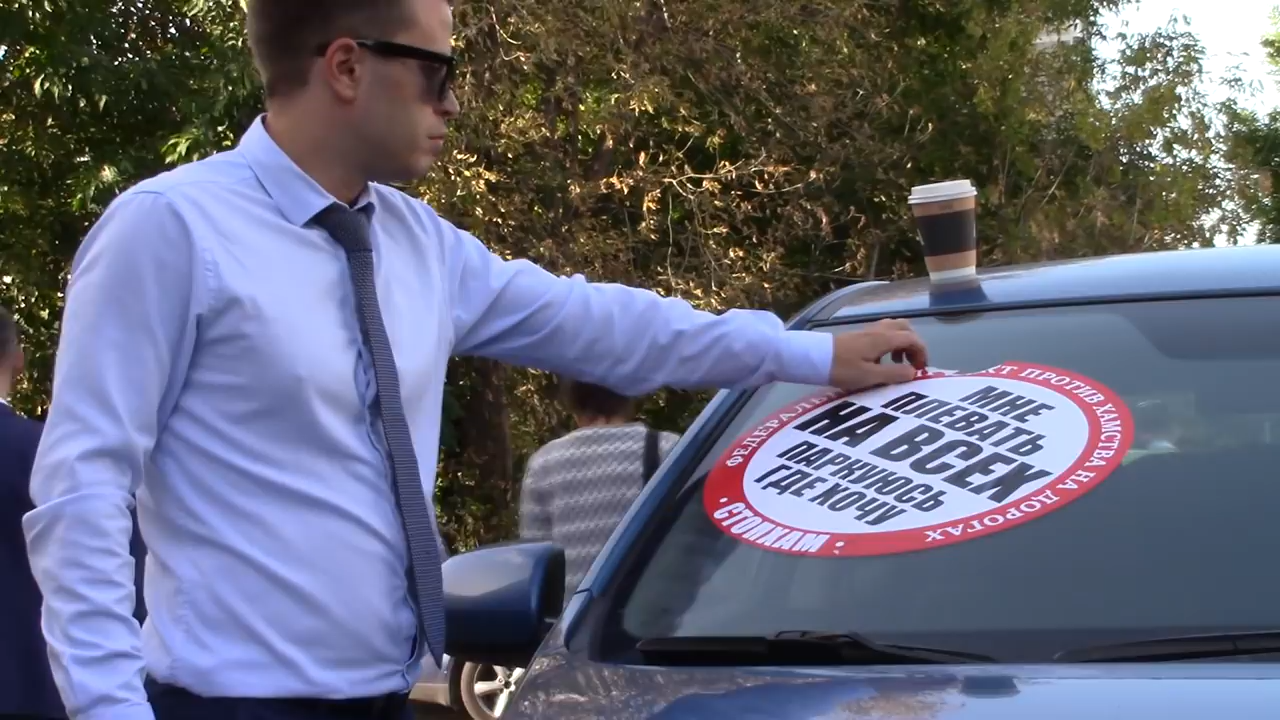 МНЕ
ПЛЕВАТЬ
НА ВСЕХ
ПАРКУЮСЬ
ГДЕ ХОЧУ
ПРОТИВ ХАМСТВА НА ДОРОГАХ
· СТОПХАМ ·